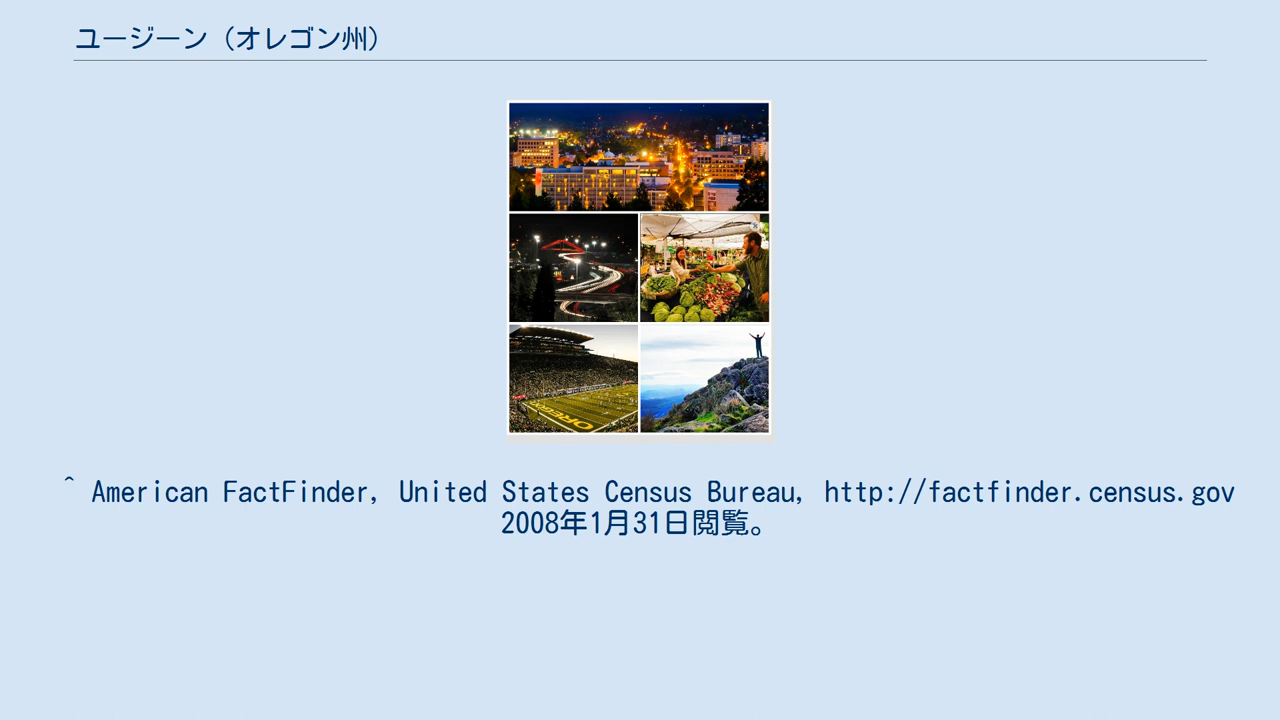 ユージーン（オレゴン州）
OREGON
^ American FactFinder, United States Census Bureau, http://factfinder.census.gov
2008年1月31日閲覧。